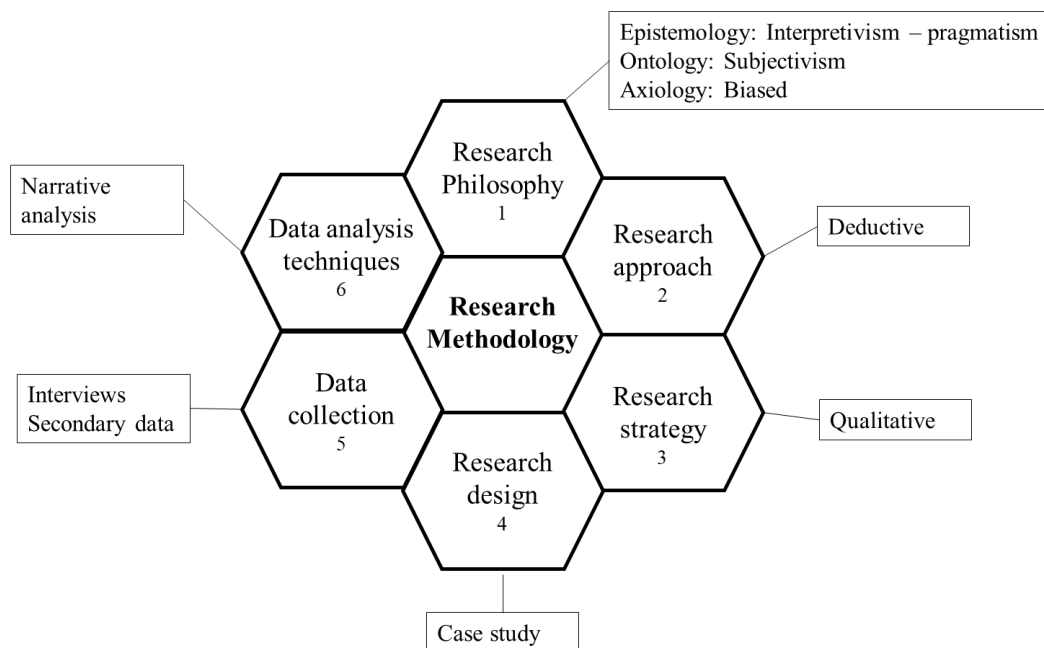 Epistemology: Interpretivism – pragmatism
Ontology: Subjectivism
Axiology: Biased
Research
Philosophy
1
Narrative
analysis
Data analysis
techniques
6
Research
approach
2
Deductive
Research
Methodology
Interviews
Secondary data
Data
collection
5
Research
strategy
3
Qualitative
Research
design
4
Case study